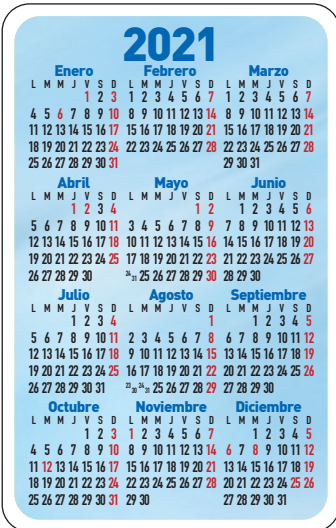 2021
Enero
L M M J V S D
1 2 3
4 5 6 7 8 9 10
11 12 13 14 15 16 17
18 19 20 21 22 23 24
25 26 27 28 29 30 31
Febrero
L M M J V S D
1 2 3 4 5 6 7
8 9 10 11 12 13 14
15 16 17 18 19 20 21
22 23 24 25 26 27 28
Marzo
L M M J V S D
1 2 3 4 5 6 7
8 9 10 11 12 13 14
15 16 17 18 19 20 21
22 23 24 25 26 27 28
29 30 31
Abril
L M M J V S D
1 2 3 4
5 6 7 8 9 10 11
12 13 14 15 16 17 18
19 20 21 22 23 24 25
26 27 28 29 30
Mayo
L M M J V S D
1 2
3 4 5 6 7 8 9
10 11 12 13 14 15 16
17 18 19 20 21 22 23
24 31 25 26 27 28 29 30
Junio
L M M J V S D
1 2 3 4 5 6
7 8 9 10 11 12 13
14 15 16 17 18 19 20
21 22 23 24 25 26 27
28 29 30
Julio
L M M J V S D
1 2 3 4
5 6 7 8 9 10 11
12 13 14 15 16 17 18
19 20 21 22 23 24 25
26 27 28 29 30 31
Agosto
L M M J V S D
1
2 3 4 5 6 7 8
9 10 11 12 13 14 15
16 17 18 19 20 21 22
23 30 24 31 25 26 27 28 29
Septiembre
L M M J V S D
1 2 3 4 5
6 7 8 9 10 11 12
13 14 15 16 17 18 19
20 21 22 23 24 25 26
27 28 29 30
Octubre
L M M J V S D
1 2 3
4 5 6 7 8 9 10
11 12 13 14 15 16 17
18 19 20 21 22 23 24
25 26 27 28 29 30 31
Noviembre
L M M J V S D
1 2 3 4 5 6 7
8 9 10 11 12 13 14
15 16 17 18 19 20 21
22 23 24 25 26 27 28
29 30
Diciembre
L M M J V S D
1 2 3 4 5
6 7 8 9 10 11 12
13 14 15 16 17 18 19
20 21 22 23 24 25 26
27 28 29 30 31